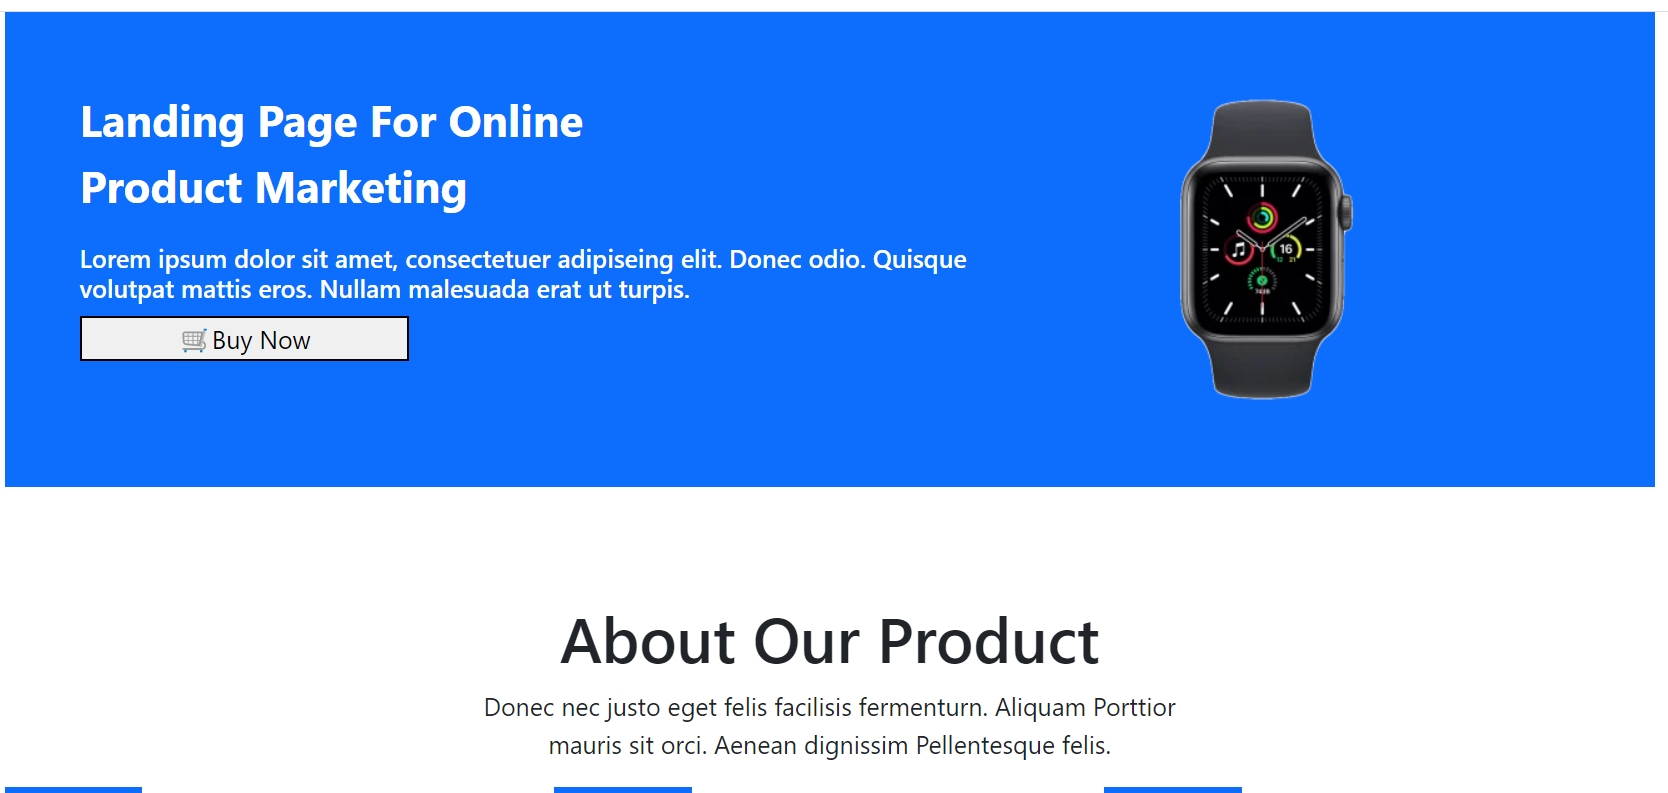 Landing Page For Online
Product Marketing
Lorem ipsum dolor sit amet, consectetuer adipiseing elit. Donec odio. Quisque
volutpat mattis eros. Nullam malesuada erat ut turpis.
16
12 21
🛒Buy Now
About Our Product
Donec nec justo eget felis facilisis fermenturn. Aliquam Porttior
mauris sit orci. Aenean dignissim Pellentesque felis.